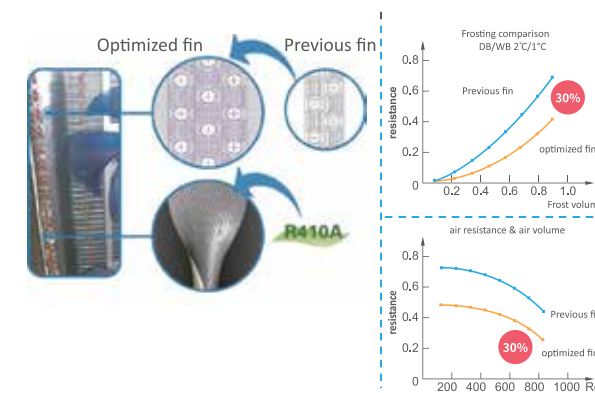 Optimized fin
Previous fin
R410A
Frosting comparison
DB/WB 2℃/1℃
resistance
0.8
0.6
0.4
0.2
0
Previous fin
30%
optimized fin
0.2 0.4 0.6 0.8 1.0
Frost volum
air resistance & air volume
resistance
0.8
0.6
0.4
0.2
0
Previous fi
30%
optimized fin
200 400 600 800 1000 R